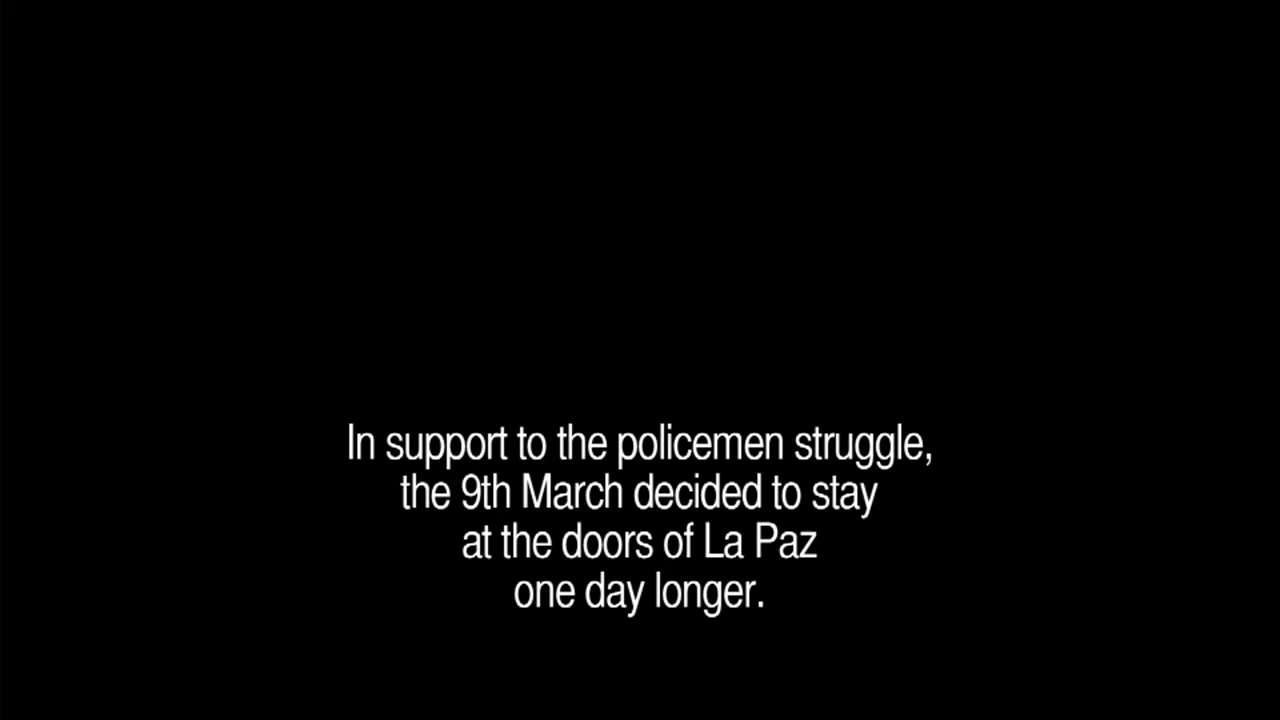 In support to the policemen struggle,
the 9th March decided to stay
at the doors of La Paz
one day longer.